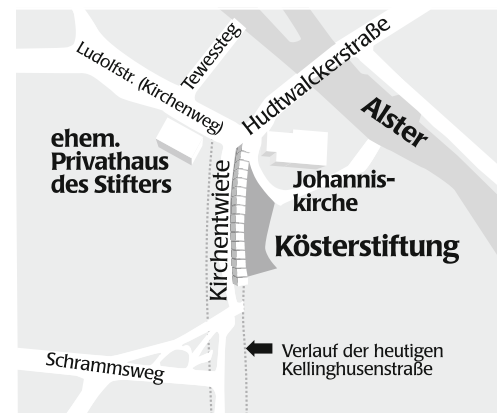 Ludolfstr. (Kirchenweg)
Tewessteg
Hudtwalckerstraße
Alster
ehem.
Privathaus
des Stifters
Kirchentwiete
Johannis-
kirche
Kösterstiftung
Schrammsweg
Verlauf der heutigen
Kellinghusenstraße